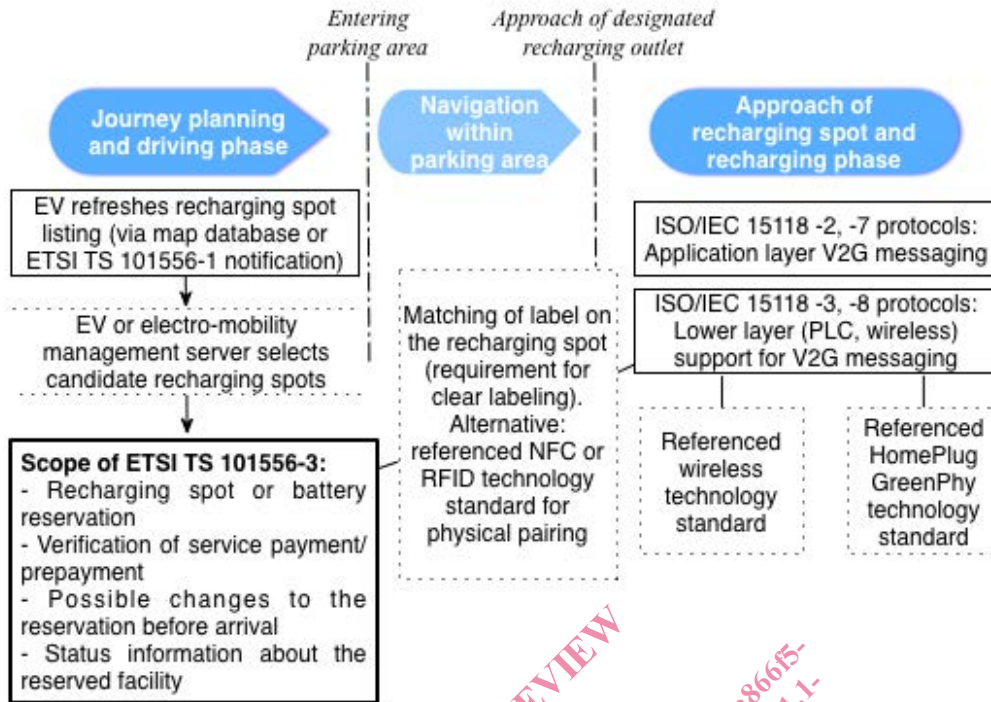 Entering
parking area
Approach of designated
recharging outlet
Journey planning
and driving phase
Navigation
within
parking area
Approach of
recharging spot and
recharging phase
EV refreshes recharging spot
listing (via map database or
ETSI TS 101556-1 notification)
EV or electro-mobility
management server selects
candidate recharging spots
Scope of ETSI TS 101556-3:
- Recharging spot or battery
reservation
- Verification of service payment/
prepayment
- Possible changes to the
reservation before arrival
- Status information about the
reserved facility
Matching of label on
the recharging spot
(requirement for
clear labeling).
Alternative:
referenced NFC or
RFID technology
standard for
physical pairing
ISO/IEC 15118 -2, -7 protocols:
Application layer V2G messaging
ISO/IEC 15118 -3, -8 protocols:
Lower layer (PLC, wireless)
support for V2G messaging
Referenced
wireless
technology
standard
Referenced
HomePlug
GreenPhy
technology
standard